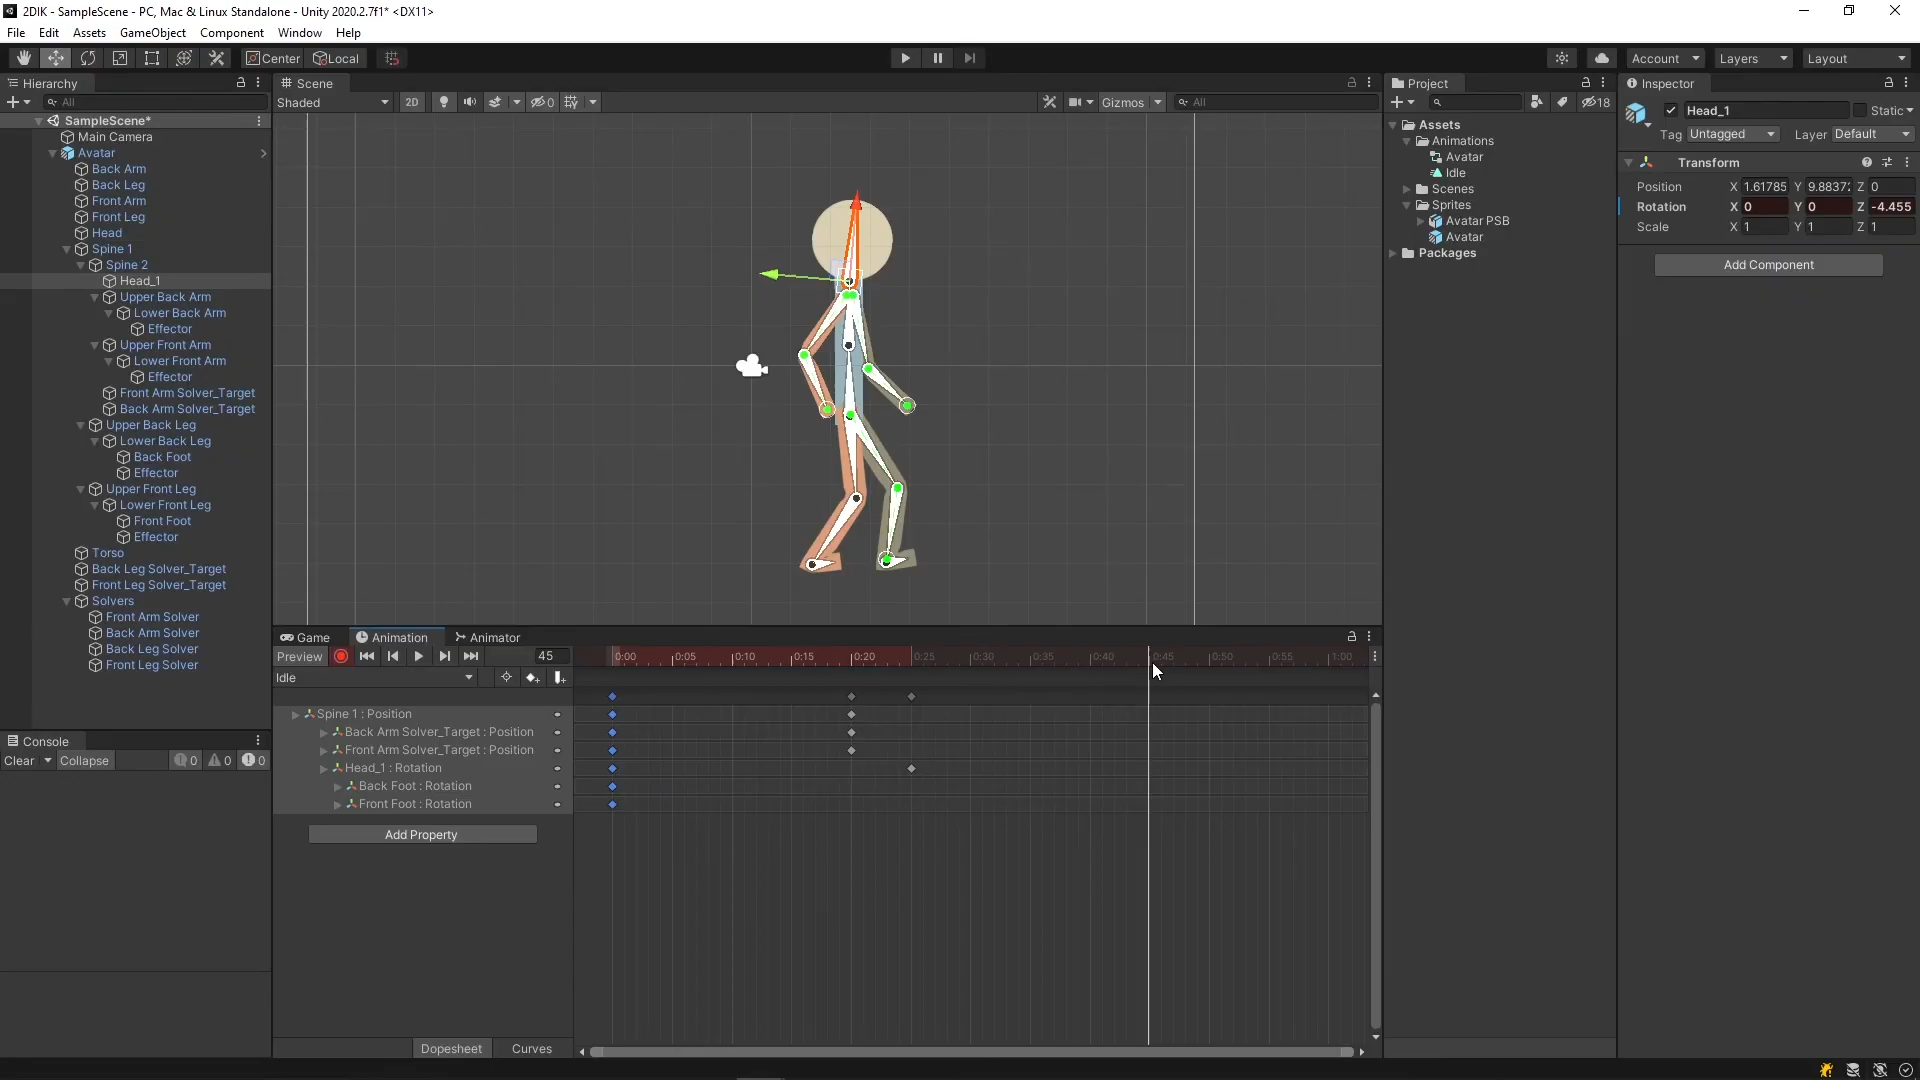 2DIK - SampleScene - PC, Mac & Linux Standalone - Unity 2020.2.7f1* <DX11>
File Edit Assets GameObject Component Window Help
Center Local Account Layers Layout
Hierarchy
All
SampleScene*
Main Camera
Avatar
Back Arm
Back Leg
Front Arm
Front Leg
Head
Spine 1
Spine 2
Head_1
Upper Back Arm
Lower Back Arm
Effector
Upper Front Arm
Lower Front Arm
Effector
Front Arm Solver_Target
Back Arm Solver_Target
Upper Back Leg
Lower Back Leg
Back Foot
Effector
Upper Front Leg
Lower Front Leg
Front Foot
Effector
Torso
Back Leg Solver_Target
Front Leg Solver_Target
Solvers
Front Arm Solver
Back Arm Solver
Back Leg Solver
Front Leg Solver
Console
Clear Collapse 0 0 0
Scene
Shaded 2D 0 Gizmos All
Game Animation Animator
Preview 45 0:00 0:05 0:10 0:15 0:20 0:25 0:30 0:35 0:40 0:45 0:50 0:55 1:00
Idle
Spine 1 : Position
Back Arm Solver_Target : Position
Front Arm Solver_Target : Position
Head_1 : Rotation
Back Foot : Rotation
Front Foot : Rotation
Add Property
Dopesheet Curves
Project
18
Assets
Animations
Avatar
Idle
Scenes
Sprites
Avatar PSB
Avatar
Packages
Inspector
Head_1 Static
Tag Untagged Layer Default
Transform
Position X 1.61785 Y 9.8837 Z 0
Rotation X 0 Y 0 Z -4.455
Scale X 1 Y 1 Z 1
Add Component